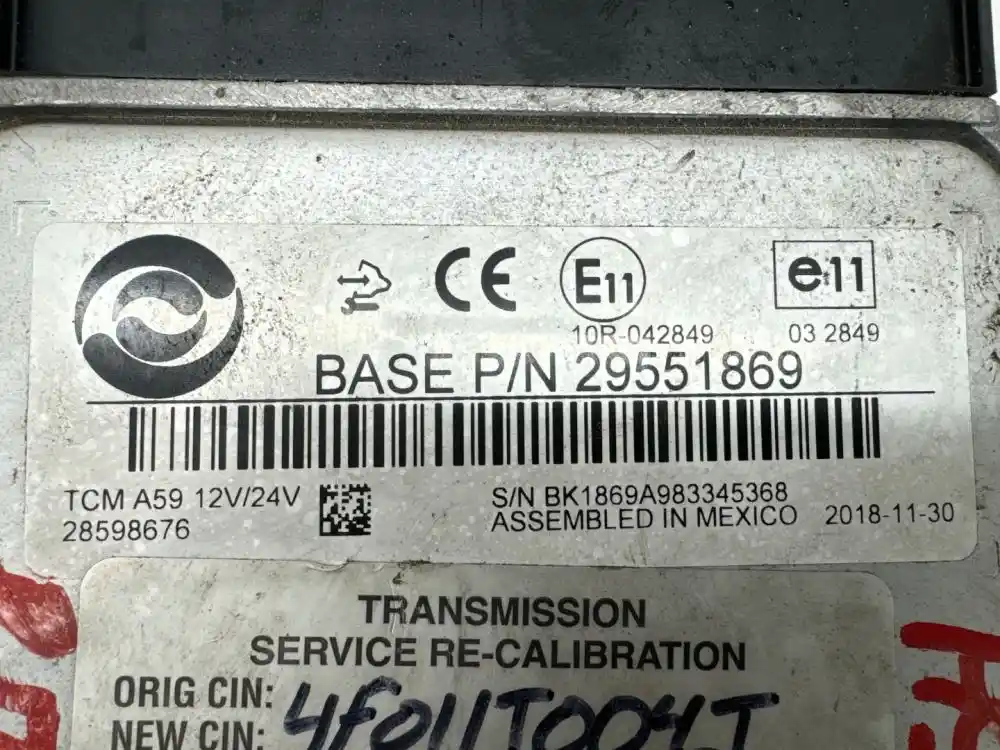 CE E11 e11
10R-042849 03 2849
BASE P/N 29551869
TCM A59 12V/24V
28598676
S/N BK1869A983345368
ASSEMBLED IN MEXICO 2018-11-30
TRANSMISSION
SERVICE RE-CALIBRATION
ORIG CIN:
NEW CIN: